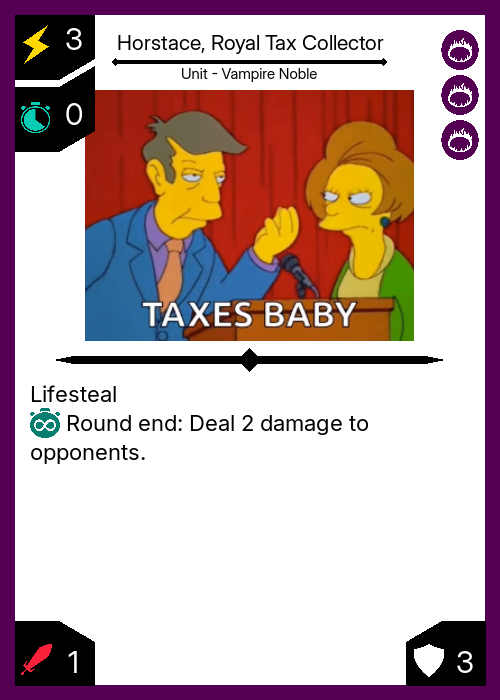 3
Horstace, Royal Tax Collector
Unit - Vampire Noble
0
TAXES BABY
Lifesteal
Round end: Deal 2 damage to
opponents.
1
3